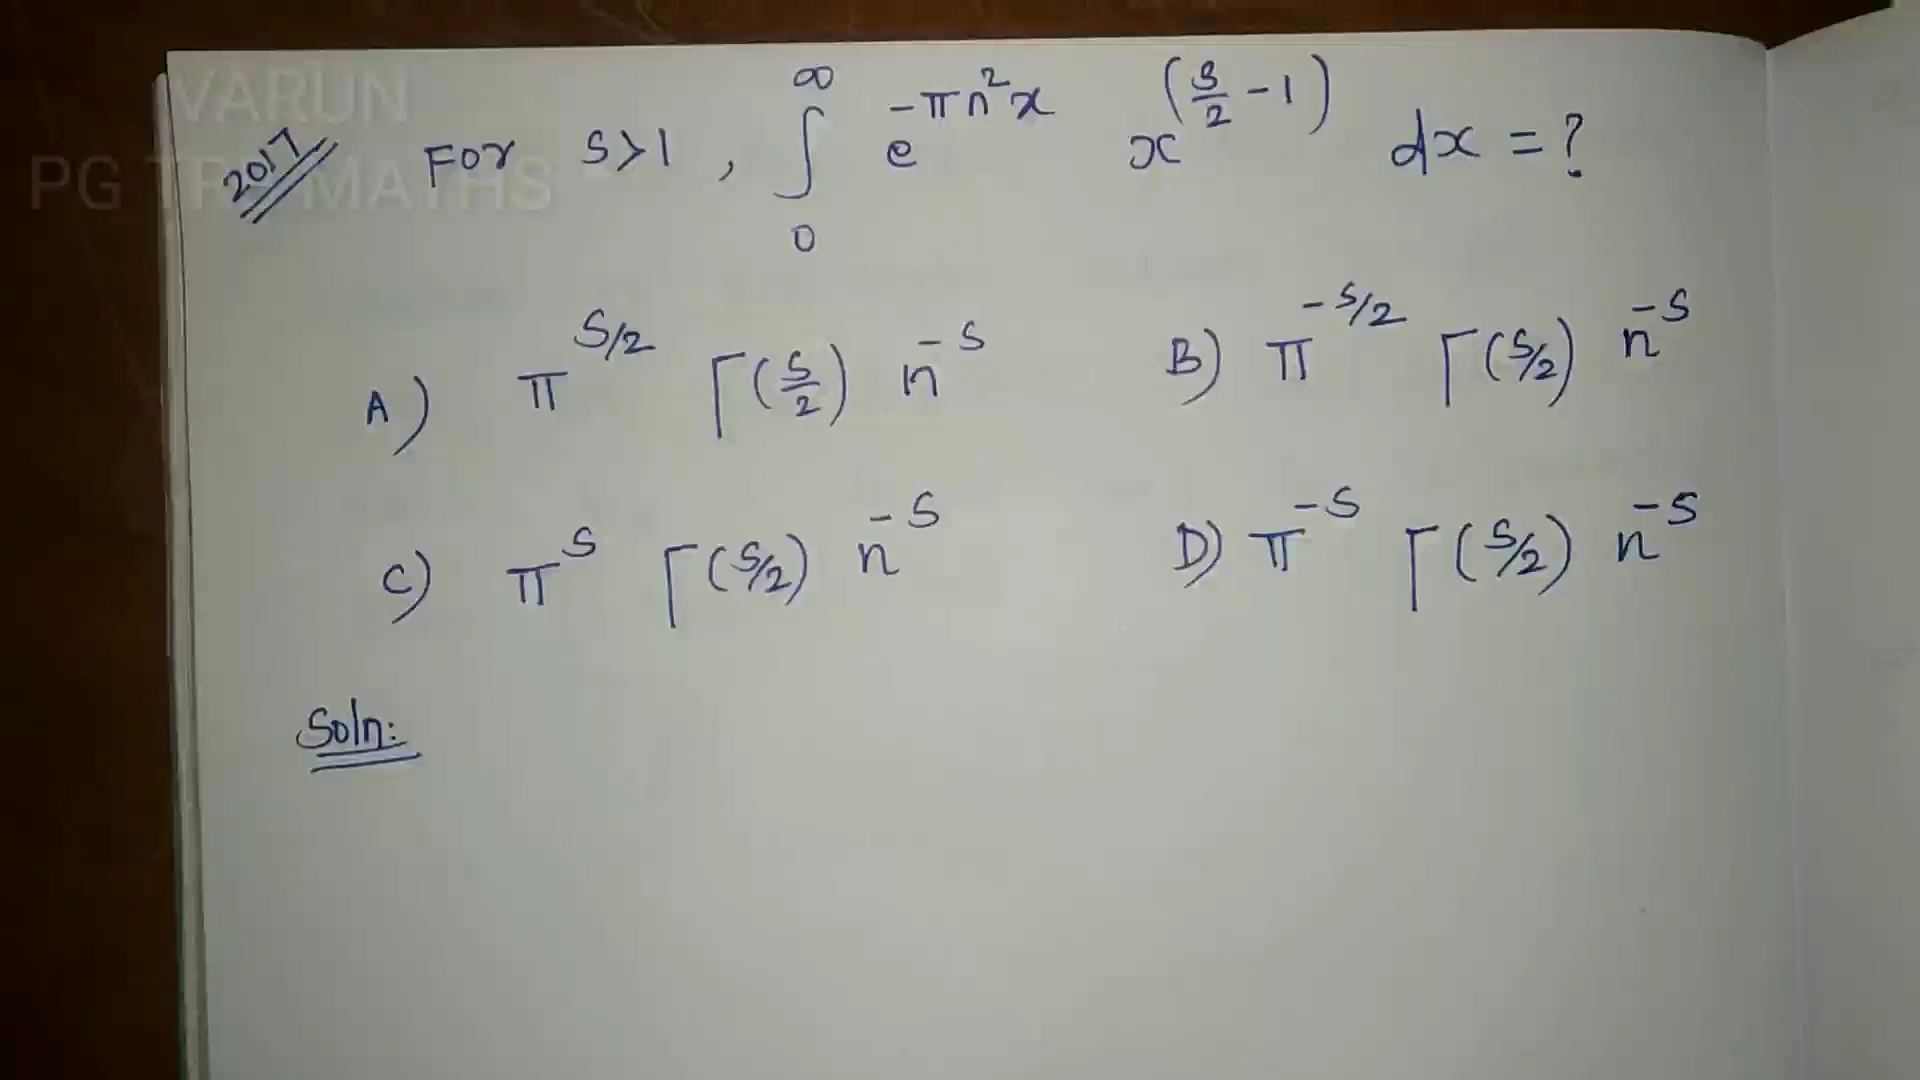 VARUN
PG TRB MATHS
2017 For s>1, ∫₀^∞ e^(-πn²x) x^(s/2 - 1) dx = ?
A) π^(s/2) Γ(s/2) n^(-s) B) π^(-s/2) Γ(s/2) n^(-s)
C) π^s Γ(s/2) n^(-s) D) π^(-s) Γ(s/2) n^(-s)
Soln: